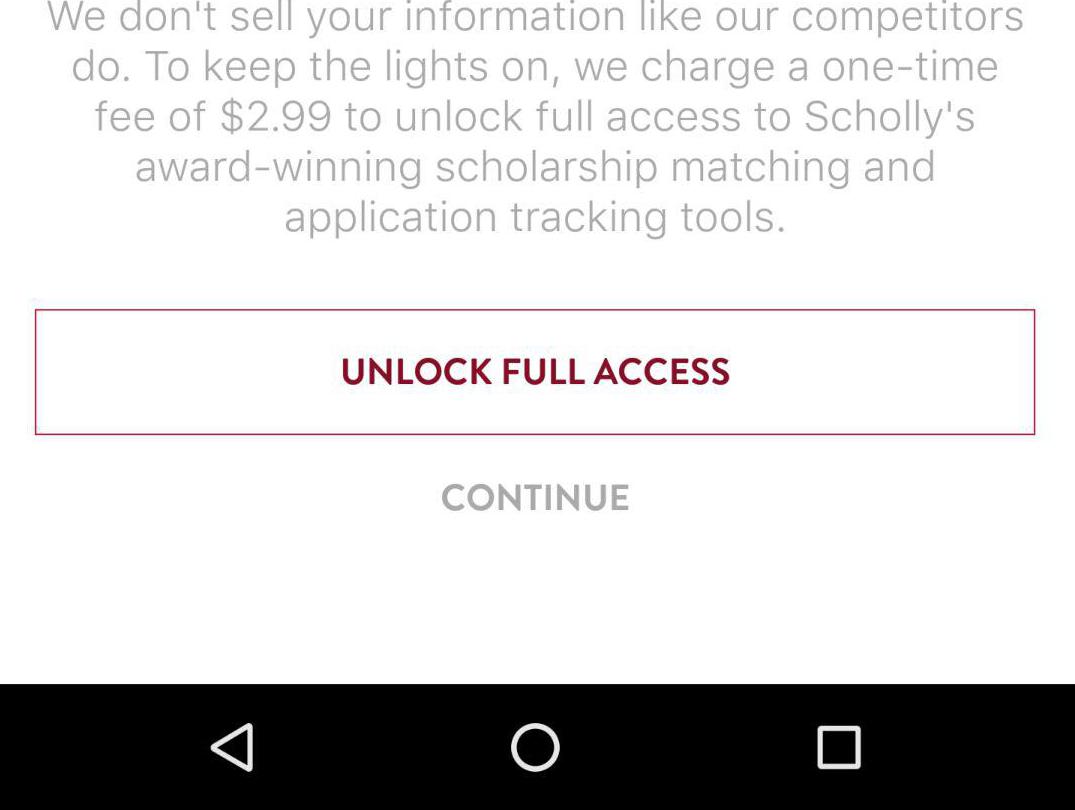 We don't sell your information like our competitors
do. To keep the lights on, we charge a one-time
fee of $2.99 to unlock full access to Scholly's
award-winning scholarship matching and
application tracking tools.
UNLOCK FULL ACCESS
CONTINUE